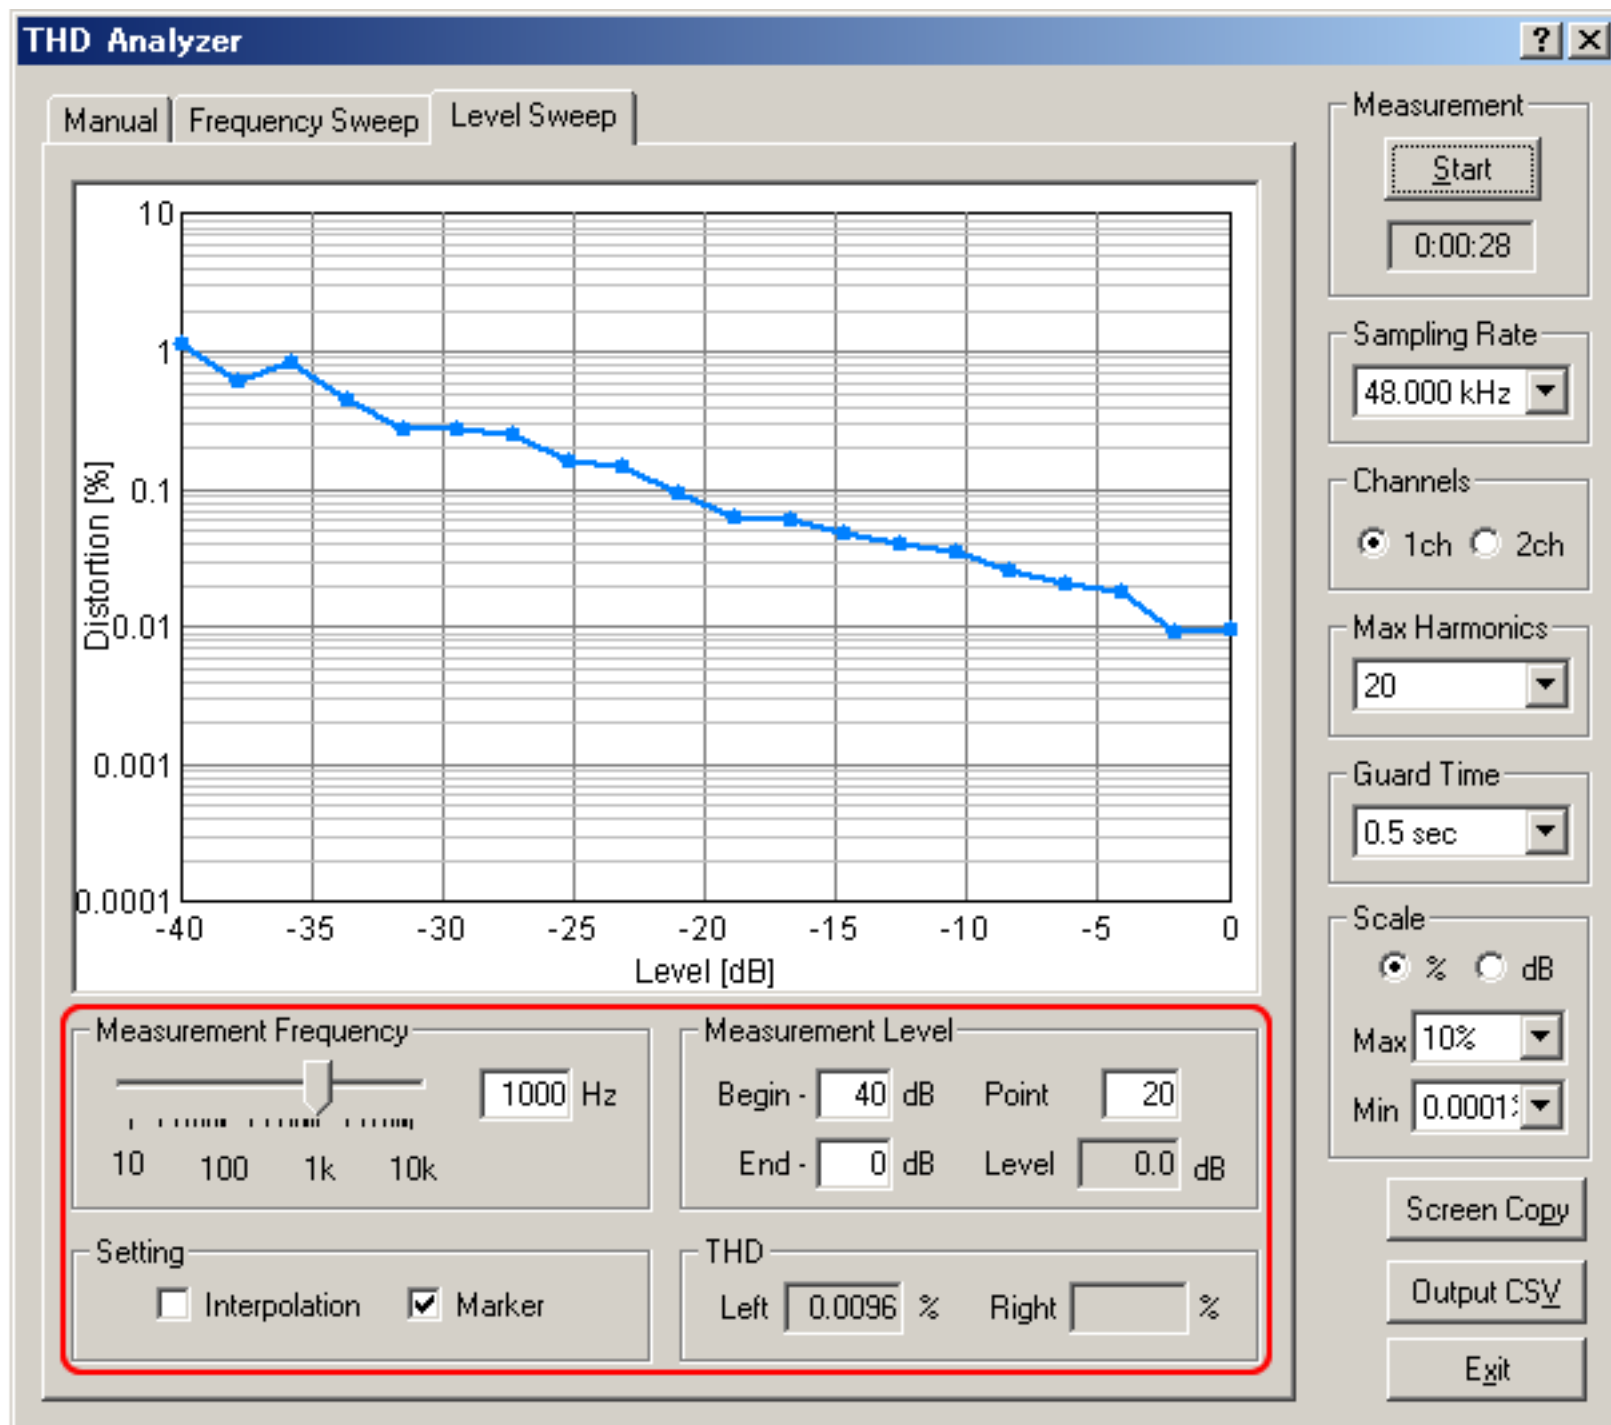 THD Analyzer
Manual Frequency Sweep Level Sweep
10
1
0.1
0.01
0.001
0.0001
Distortion [%]
-40 -35 -30 -25 -20 -15 -10 -5 0
Level [dB]
Measurement Frequency
1000 Hz
10 100 1k 10k
Measurement Level
Begin - 40 dB Point 20
End - 0 dB Level 0.0 dB
Setting
Interpolation Marker
THD
Left 0.0096 % Right %
Measurement
Start
0:00:28
Sampling Rate
48.000 kHz
Channels
1ch 2ch
Max Harmonics
20
Guard Time
0.5 sec
Scale
% dB
Max 10%
Min 0.0001%
Screen Copy
Output CSV
Exit